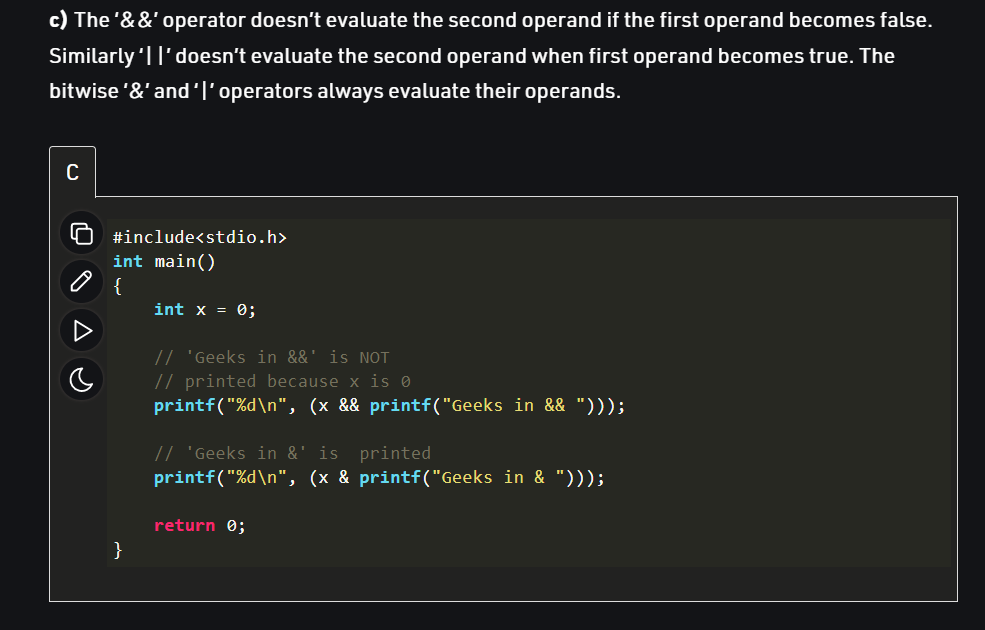 c) The ‘&&’ operator doesn’t evaluate the second operand if the first operand becomes false.
Similarly ‘||’ doesn’t evaluate the second operand when first operand becomes true. The
bitwise ‘&’ and ‘|’ operators always evaluate their operands.
C
#include<stdio.h>
int main()
{
    int x = 0;
    // 'Geeks in &&' is NOT
    // printed because x is 0
    printf("%d\n", (x && printf("Geeks in && ")));
    // 'Geeks in &' is  printed
    printf("%d\n", (x & printf("Geeks in & ")));
    return 0;
}